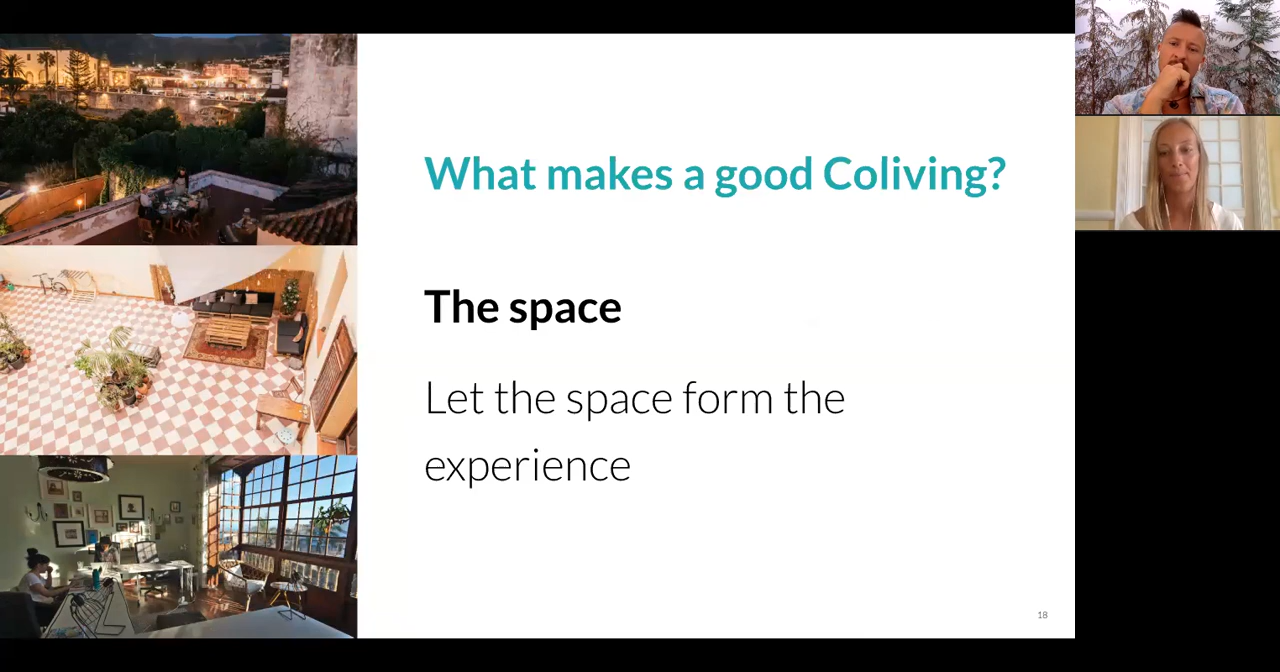 What makes a good Coliving?
The space
Let the space form the
experience
18